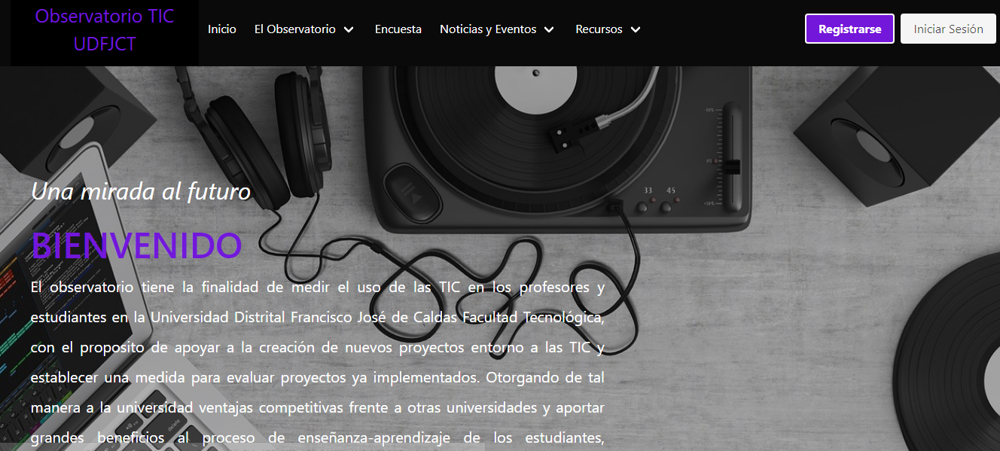 Observatorio TIC
UDFJCT
Inicio
El Observatorio
Encuesta
Noticias y Eventos
Recursos
Registrarse
Iniciar Sesión
33
45
Una mirada al futuro
BIENVENIDO
El observatorio tiene la finalidad de medir el uso de las TIC en los profesores y
estudiantes en la Universidad Distrital Francisco José de Caldas Facultad Tecnológica,
con el proposito de apoyar a la creación de nuevos proyectos entorno a las TIC y
establecer una medida para evaluar proyectos ya implementados. Otorgando de tal
manera a la universidad ventajas competitivas frente a otras universidades y aportar
grandes beneficios al proceso de enseñanza-aprendizaje de los estudiantes,
delete